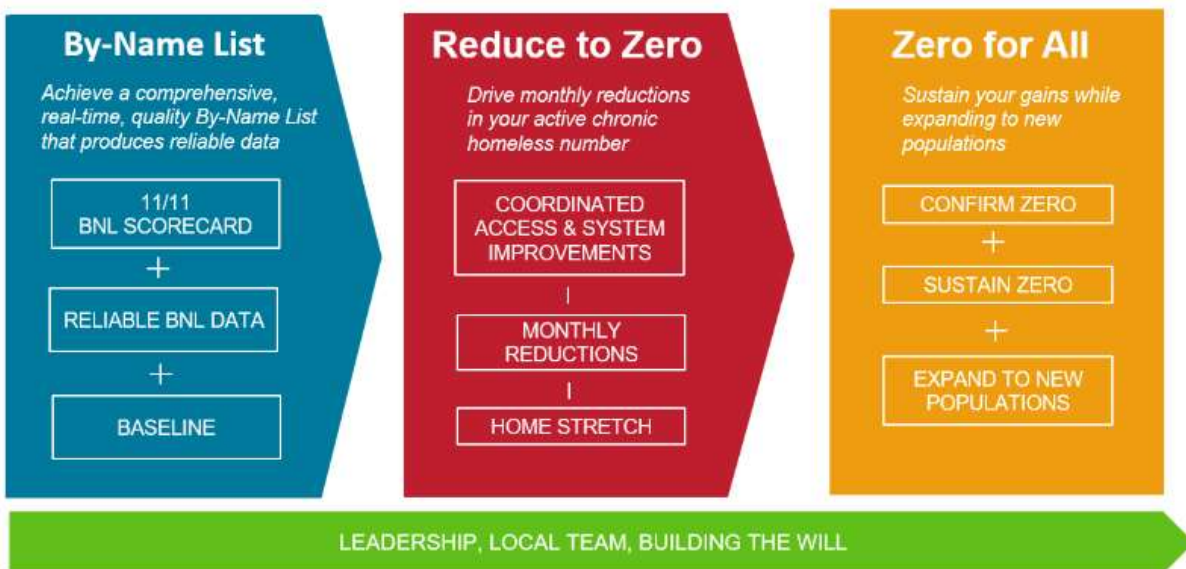 By-Name List
Achieve a comprehensive,
real-time, quality By-Name List
that produces reliable data
11/11
BNL SCORECARD
+
RELIABLE BNL DATA
+
BASELINE
Reduce to Zero
Drive monthly reductions
in your active chronic
homeless number
COORDINATED
ACCESS & SYSTEM
IMPROVEMENTS
MONTHLY
REDUCTIONS
HOME STRETCH
Zero for All
Sustain your gains while
expanding to new
populations
CONFIRM ZERO
+
SUSTAIN ZERO
+
EXPAND TO NEW
POPULATIONS
LEADERSHIP, LOCAL TEAM, BUILDING THE WILL